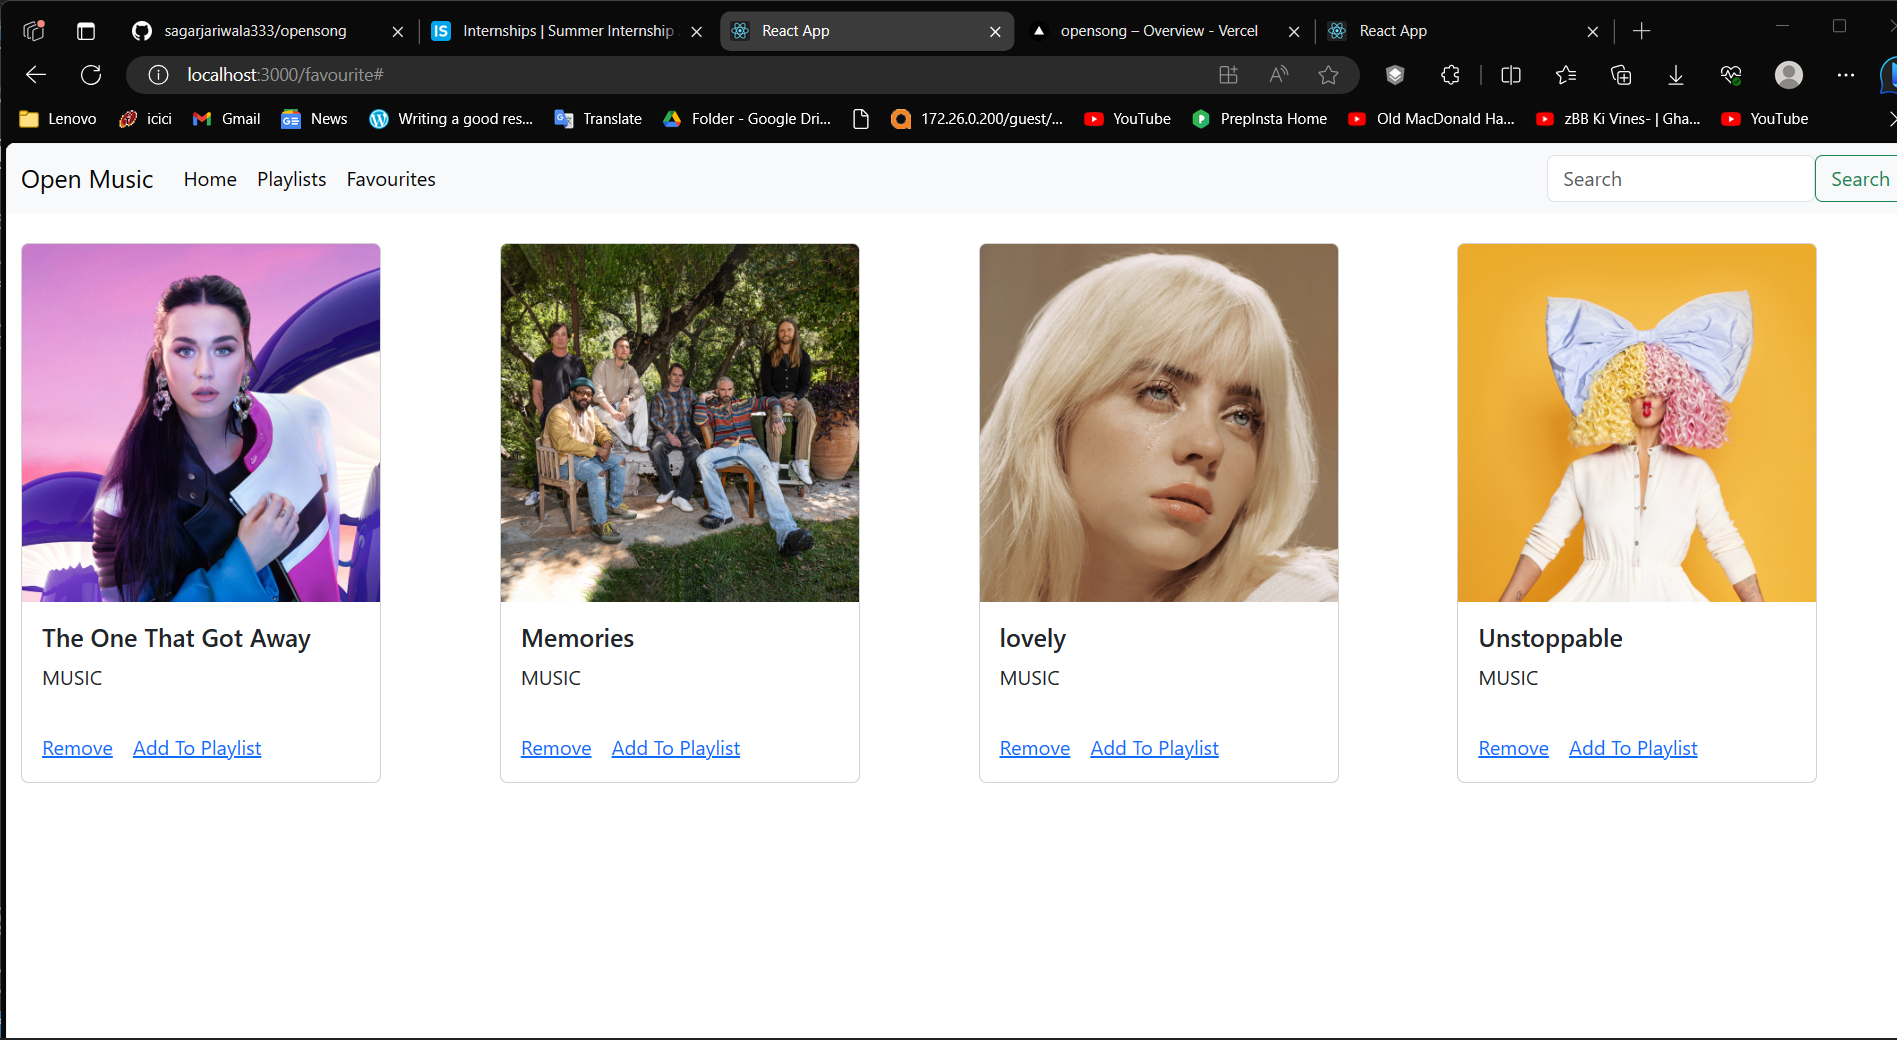 sagarjariwala333/opensong
IS Internships | Summer Internship
React App
opensong – Overview - Vercel
React App
localhost:3000/favourite#
Lenovo
icici
Gmail
News
Writing a good res...
Translate
Folder - Google Dri...
172.26.0.200/guest/...
YouTube
PrepInsta Home
Old MacDonald Ha...
zBB Ki Vines- | Gha...
YouTube
Open Music
Home
Playlists
Favourites
Search
Search
The One That Got Away
MUSIC
Remove
Add To Playlist
Memories
MUSIC
Remove
Add To Playlist
lovely
MUSIC
Remove
Add To Playlist
Unstoppable
MUSIC
Remove
Add To Playlist